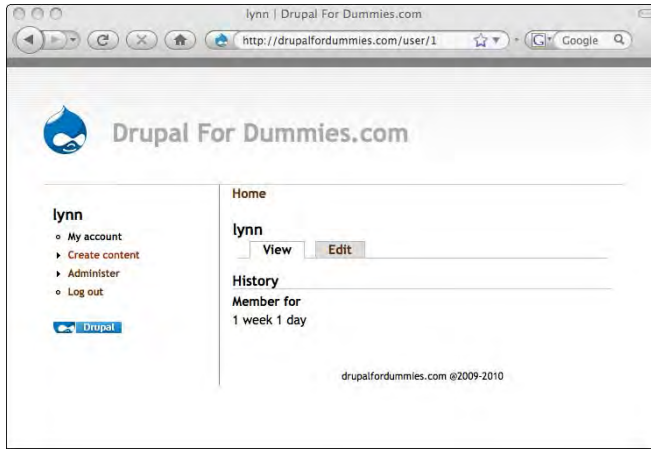 lynn | Drupal For Dummies.com
http://drupalfordummies.com/user/1
Google
Drupal For Dummies.com
lynn
My account
Create content
Administer
Log out
Drupal
Home
lynn
View Edit
History
Member for
1 week 1 day
drupalfordummies.com @2009-2010